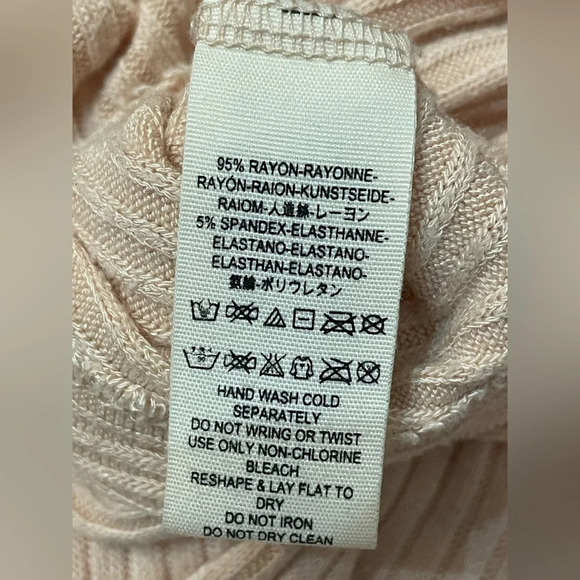 95% RAYON-RAYONNE-
RAYÓN-RAION-KUNSTSEIDE-
RAIOM-人造絲-レーヨン
5% SPANDEX-ELASTHANNE-
ELASTANO-ELASTANO-
ELASTHAN-ELASTANO-
氨綸-ポリウレタン
HAND WASH COLD
SEPARATELY
DO NOT WRING OR TWIST
USE ONLY NON-CHLORINE
BLEACH
RESHAPE & LAY FLAT TO
DRY
DO NOT IRON
DO NOT DRY CLEAN